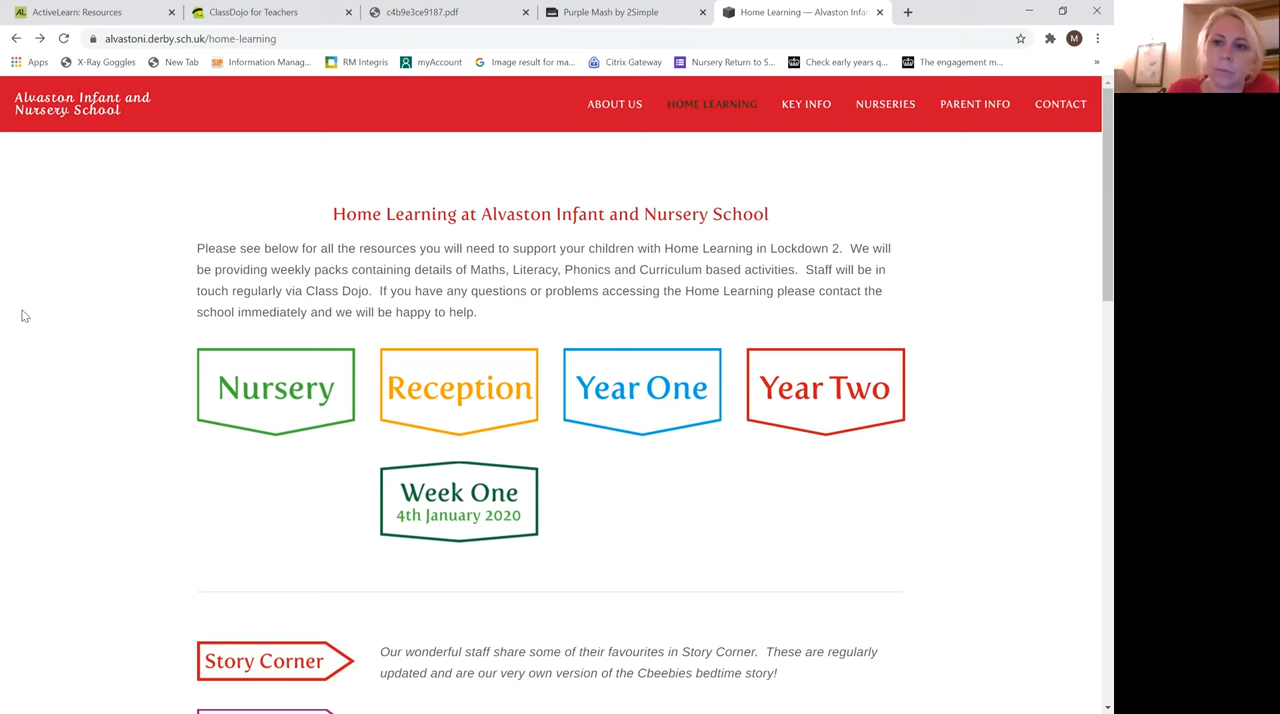 ActiveLearn: Resources
ClassDojo for Teachers
c4b9e3ce9187.pdf
Purple Mash by 2Simple
Home Learning — Alvaston Infan
alvastoni.derby.sch.uk/home-learning
M
Apps
X-Ray Goggles
New Tab
Information Manag...
RM Integris
myAccount
Image result for ma...
Citrix Gateway
Nursery Return to S...
Check early years q...
The engagement m...
Alvaston Infant and
Nursery School
ABOUT US
HOME LEARNING
KEY INFO
NURSERIES
PARENT INFO
CONTACT
Home Learning at Alvaston Infant and Nursery School
Please see below for all the resources you will need to support your children with Home Learning in Lockdown 2. We will
be providing weekly packs containing details of Maths, Literacy, Phonics and Curriculum based activities. Staff will be in
touch regularly via Class Dojo. If you have any questions or problems accessing the Home Learning please contact the
school immediately and we will be happy to help.
Nursery
Reception
Year One
Year Two
Week One
4th January 2020
Story Corner
Our wonderful staff share some of their favourites in Story Corner. These are regularly
updated and are our very own version of the Cbeebies bedtime story!